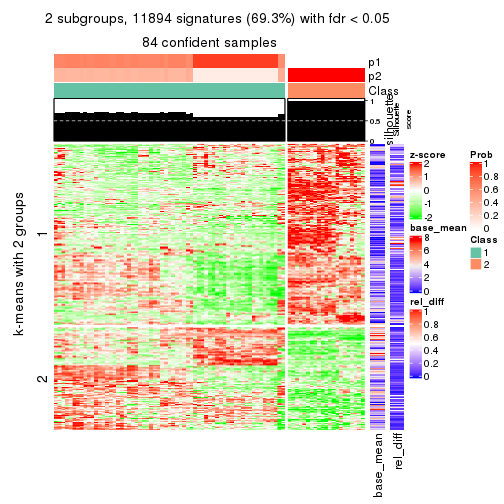 2 subgroups, 11894 signatures (69.3%) with fdr < 0.05
84 confident samples
p1
p2
Class
1
0.5
0
silhouette
Silhouette
score
k-means with 2 groups
1
2
z-score
2
1
0
-1
-2
base_mean
8
6
4
2
0
rel_diff
1
0.8
0.6
0.4
0.2
0
Prob
1
0.8
0.6
0.4
0.2
0
Class
1
2
base_mean
rel_diff